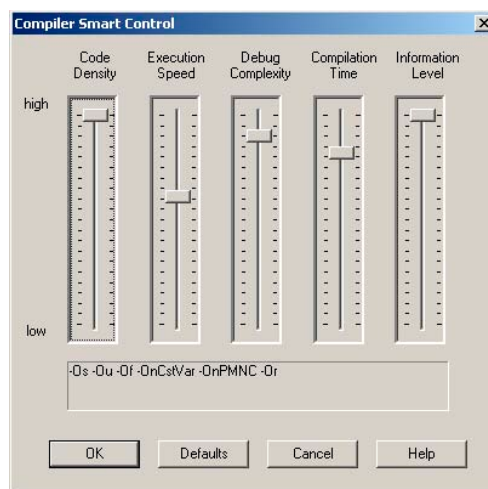 Compiler Smart Control
Code Density
Execution Speed
Debug Complexity
Compilation Time
Information Level
high
low
-Os -Ou -Of -OnCstVar -OnPMNC -Or
OK
Defaults
Cancel
Help